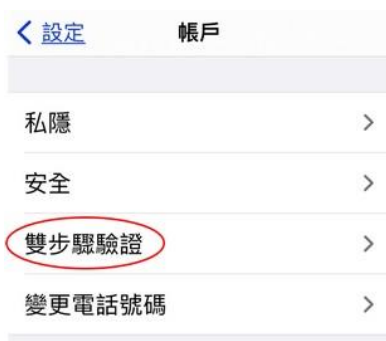 設定 帳戶
私隱
安全
雙步驟驗證
變更電話號碼